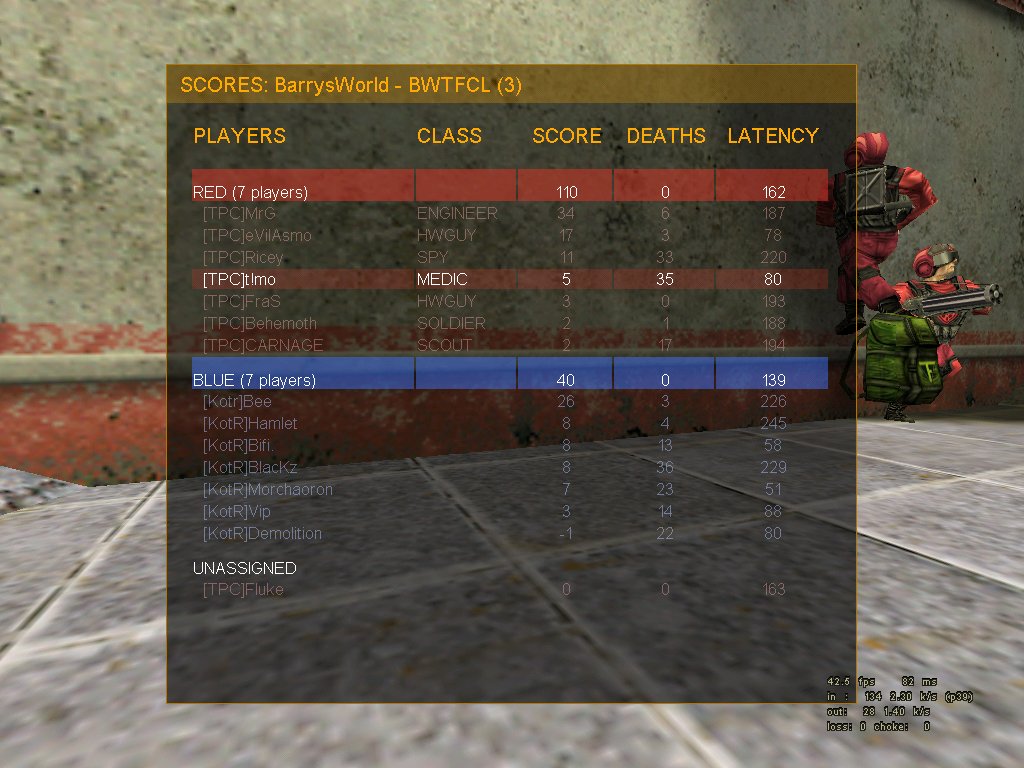 SCORES: BarrysWorld - BWTFCL (3)
PLAYERS CLASS SCORE DEATHS LATENCY
RED (7 players) 110 0 162
[TPC]MrG ENGINEER 34 6 187
[TPC]eVilAsmo HWGUY 17 3 78
[TPC]Ricey SPY 11 33 220
[TPC]t!mo MEDIC 5 35 80
[TPC]FraS HWGUY 3 0 193
[TPC]Behemoth SOLDIER 2 1 188
[TPC]CARNAGE SCOUT 2 17 194
BLUE (7 players) 40 0 139
[Kotr]Bee 26 3 226
[KotR]Hamlet 8 4 245
[KotR]Bifi. 8 13 58
[KotR]BlacKz 8 36 229
[KotR]Morchaoron 7 23 51
[KotR]Vip 3 14 88
[KotR]Demolition -1 22 80
UNASSIGNED
[TPC]Fluke 0 0 163
42.5 fps 82 ms
in : 134 2.30 k/s (p39)
out: 28 1.40 k/s
loss: 0 choke: 0